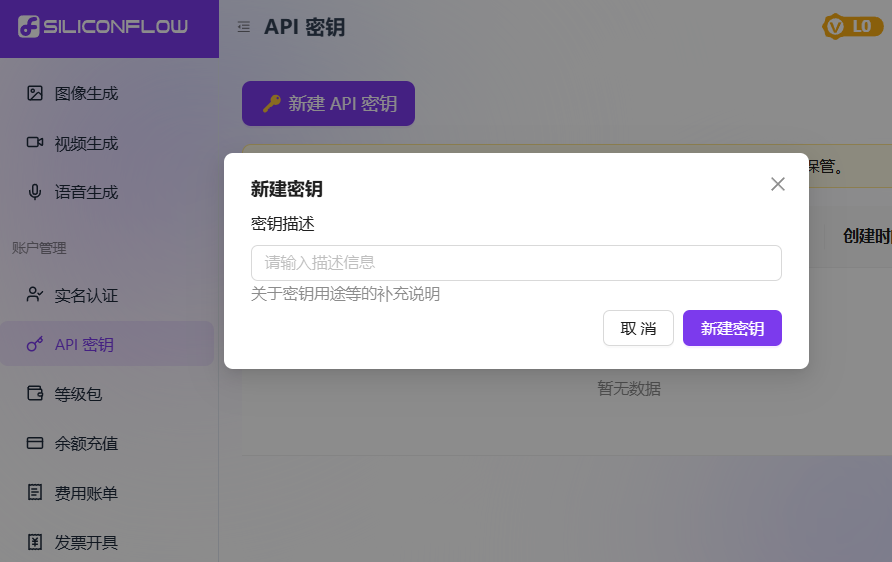 SILICONFLOW
API 密钥
L0
图像生成
视频生成
语音生成
账户管理
实名认证
API 密钥
等级包
余额充值
费用账单
发票开具
新建 API 密钥
保管。
创建时
新建密钥
密钥描述
请输入描述信息
关于密钥用途等的补充说明
取 消
新建密钥
暂无数据